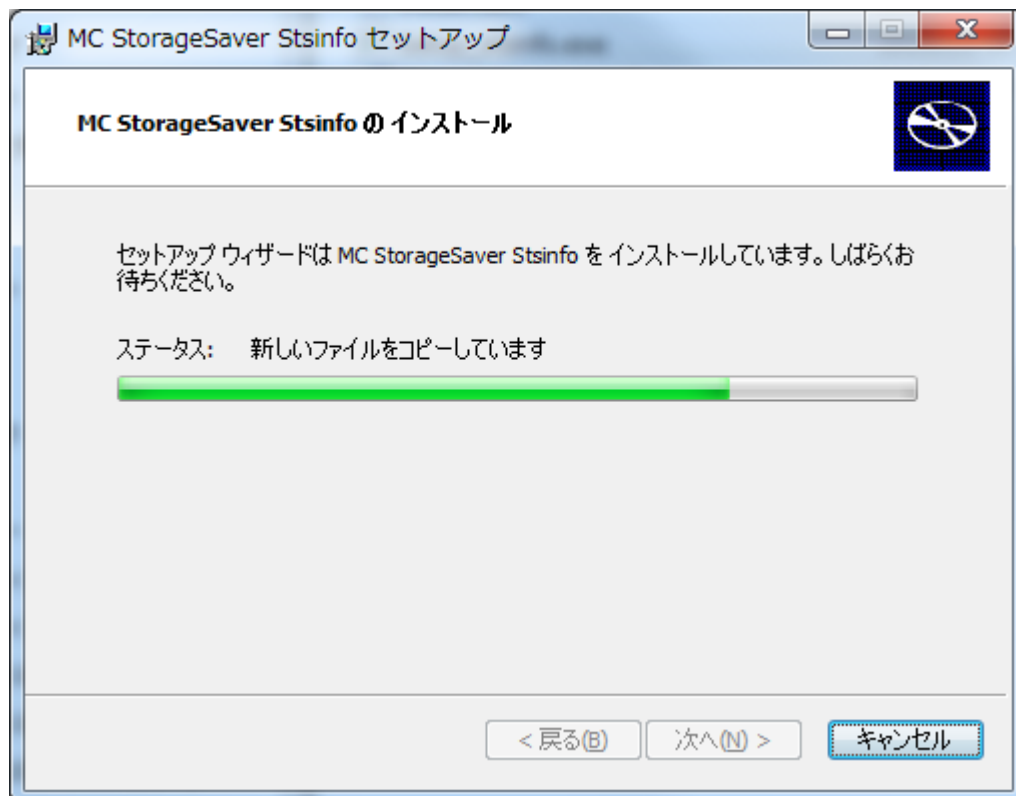 MC StorageSaver Stsinfo セットアップ
MC StorageSaver Stsinfo の インストール
セットアップ ウィザードは MC StorageSaver Stsinfo を インストールしています。しばらくお
待ちください。
ステータス: 新しいファイルをコピーしています
< 戻る(B) 次へ(N) > キャンセル